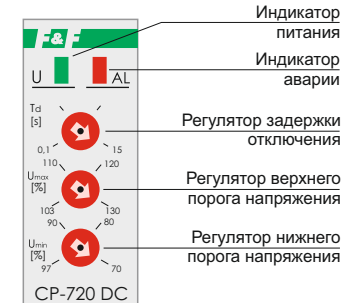 Индикатор
питания
F&F
Индикатор
аварии
U AL
Td
[s]
Регулятор задержки
отключения
0,1 15
110 120
Umax
[%]
Регулятор верхнего
порога напряжения
103 130
90 80
Umin
[%]
Регулятор нижнего
порога напряжения
97 70
CP-720 DC